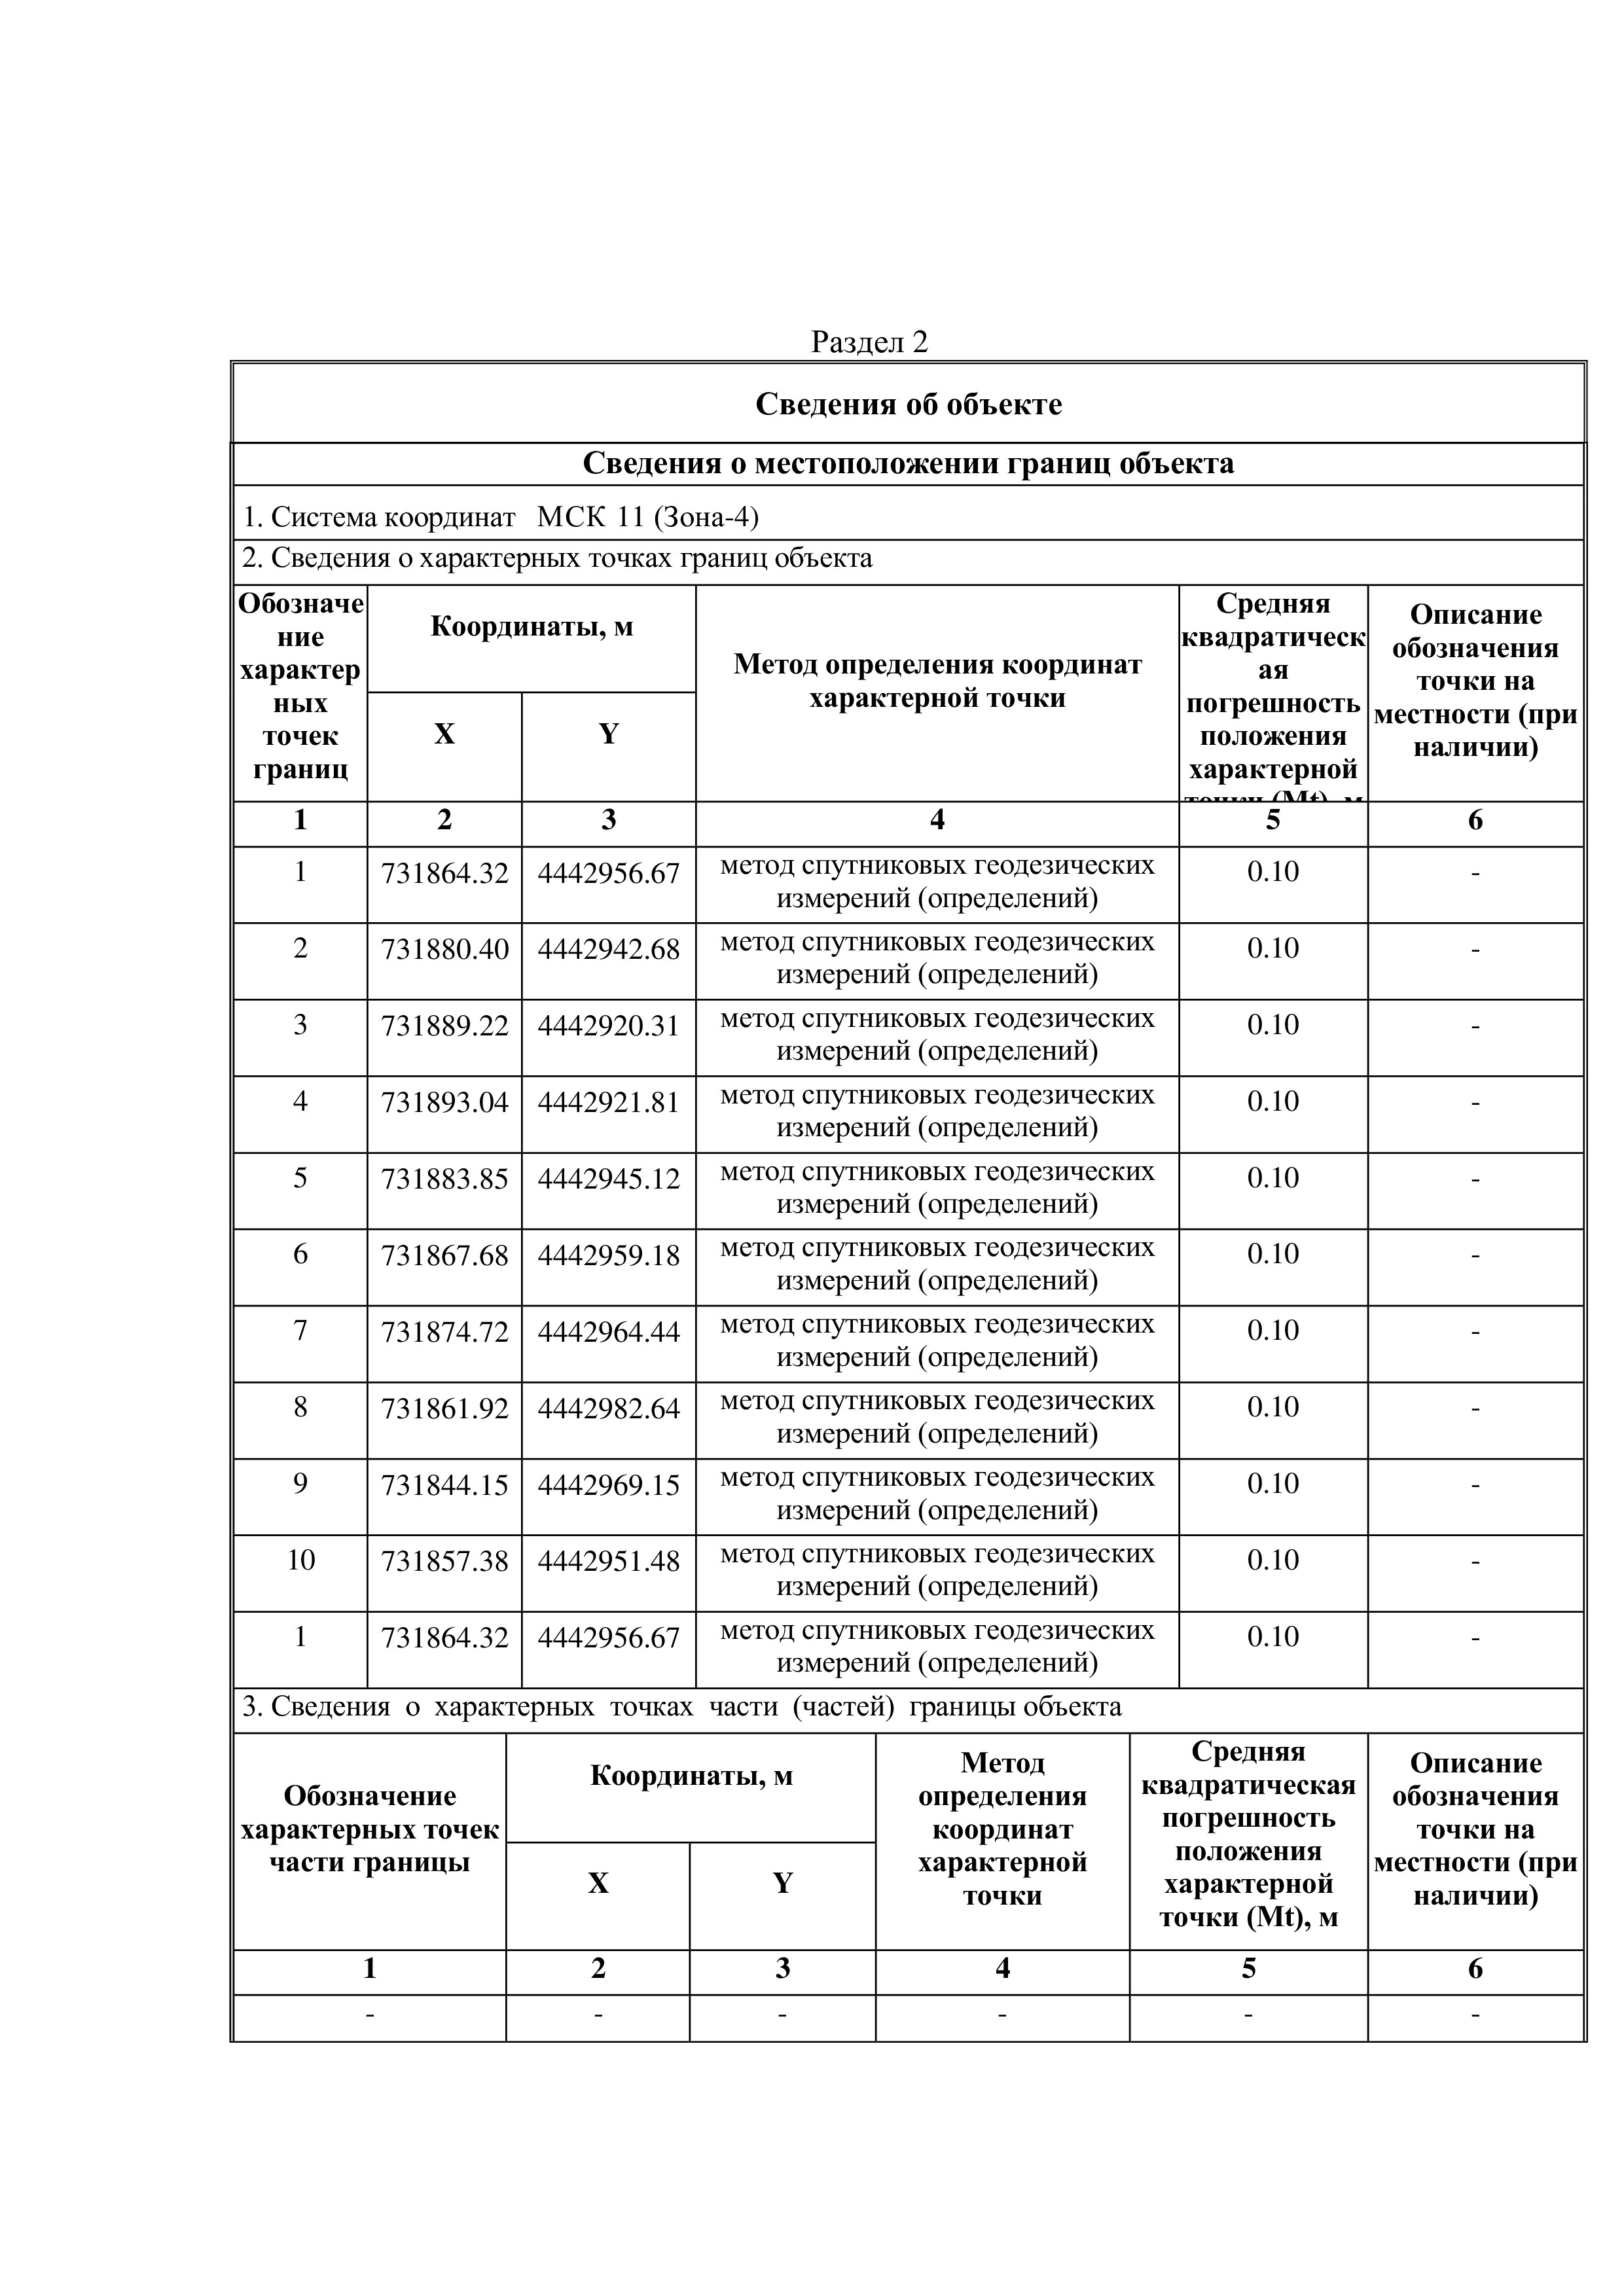 Раздел 2
Сведения об объекте
Сведения о местоположении границ объекта
1. Система координат МСК 11 (Зона-4)
2. Сведения о характерных точках границ объекта
Обозначе
ние
характер
ных
точек
границ
Координаты, м
X
Y
Метод определения координат
характерной точки
Средняя
квадратическ
ая
погрешность
положения
характерной
точки (Mt), м
Описание
обозначения
точки на
местности (при
наличии)
1 2 3 4 5 6
1 731864.32 4442956.67 метод спутниковых геодезических
измерений (определений) 0.10 -
2 731880.40 4442942.68 метод спутниковых геодезических
измерений (определений) 0.10 -
3 731889.22 4442920.31 метод спутниковых геодезических
измерений (определений) 0.10 -
4 731893.04 4442921.81 метод спутниковых геодезических
измерений (определений) 0.10 -
5 731883.85 4442945.12 метод спутниковых геодезических
измерений (определений) 0.10 -
6 731867.68 4442959.18 метод спутниковых геодезических
измерений (определений) 0.10 -
7 731874.72 4442964.44 метод спутниковых геодезических
измерений (определений) 0.10 -
8 731861.92 4442982.64 метод спутниковых геодезических
измерений (определений) 0.10 -
9 731844.15 4442969.15 метод спутниковых геодезических
измерений (определений) 0.10 -
10 731857.38 4442951.48 метод спутниковых геодезических
измерений (определений) 0.10 -
1 731864.32 4442956.67 метод спутниковых геодезических
измерений (определений) 0.10 -
3. Сведения о характерных точках части (частей) границы объекта
Обозначение
характерных точек
части границы
Координаты, м
X
Y
Метод
определения
координат
характерной
точки
Средняя
квадратическая
погрешность
положения
характерной
точки (Mt), м
Описание
обозначения
точки на
местности (при
наличии)
1 2 3 4 5 6
- - - - - -